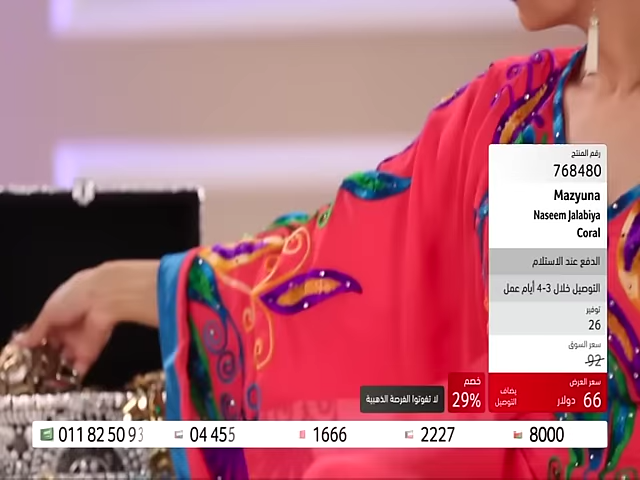 رقم المنتج
768480
Mazyuna
Naseem Jalabiya
Coral
الدفع عند الاستلام
التوصيل خلال 3-4 أيام عمل
توفير
26
سعر السوق
92
سعر العرض
66 دولار
يضاف التوصيل
خصم
29%
لا تفوتوا الفرصة الذهبية
011 82 50 93
04 455
1666
2227
8000